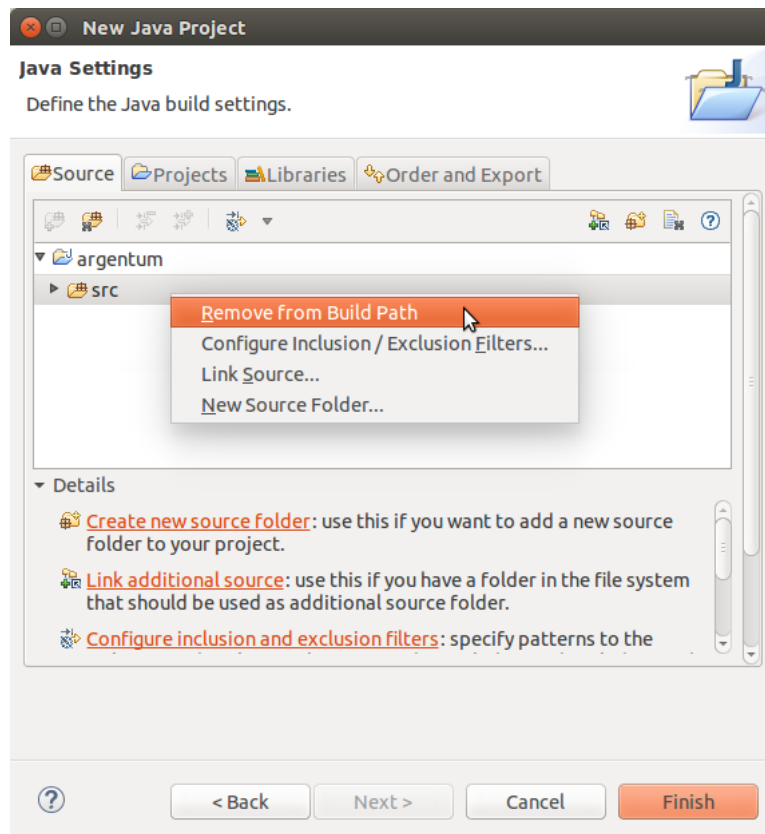 New Java Project
Java Settings
Define the Java build settings.
Source Projects Libraries Order and Export
argentum
src
Remove from Build Path
Configure Inclusion / Exclusion Filters...
Link Source...
New Source Folder...
Details
Create new source folder: use this if you want to add a new source
folder to your project.
Link additional source: use this if you have a folder in the file system
that should be used as additional source folder.
Configure inclusion and exclusion filters: specify patterns to the
< Back Next > Cancel Finish